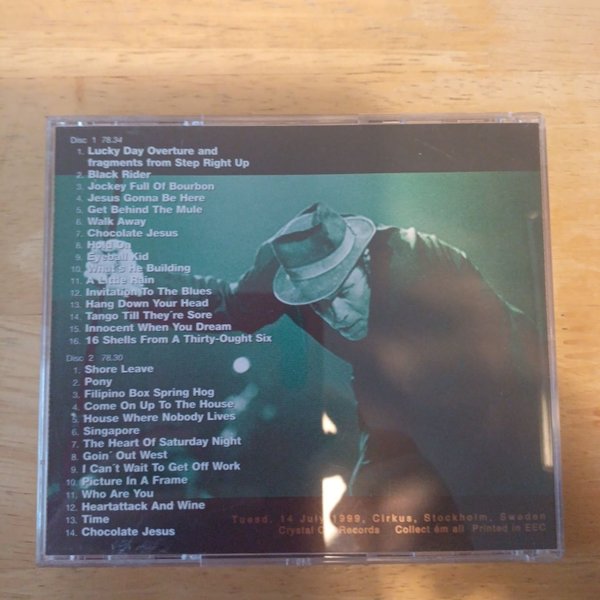 Disc 1 78.34
1. Lucky Day Overture and
fragments from Step Right Up
2. Black Rider
3. Jockey Full Of Bourbon
4. Jesus Gonna Be Here
5. Get Behind The Mule
6. Walk Away
7. Chocolate Jesus
8. Hold On
9. Eyeball Kid
10. What's He Building
11. A Little Rain
12. Invitation To The Blues
13. Hang Down Your Head
14. Tango Till They´re Sore
15. Innocent When You Dream
16. 16 Shells From A Thirty-Ought Six
Disc 2 78.30
1. Shore Leave
2. Pony
3. Filipino Box Spring Hog
4. Come On Up To The House
5. House Where Nobody Lives
6. Singapore
7. The Heart Of Saturday Night
8. Goin´ Out West
9. I Can´t Wait To Get Off Work
10. Picture In A Frame
11. Who Are You
12. Heartattack And Wine
13. Time
14. Chocolate Jesus
Tuesd. 14 July 1999, Cirkus, Stockholm, Sweden
Crystal Records Collect ém all Printed in EEC